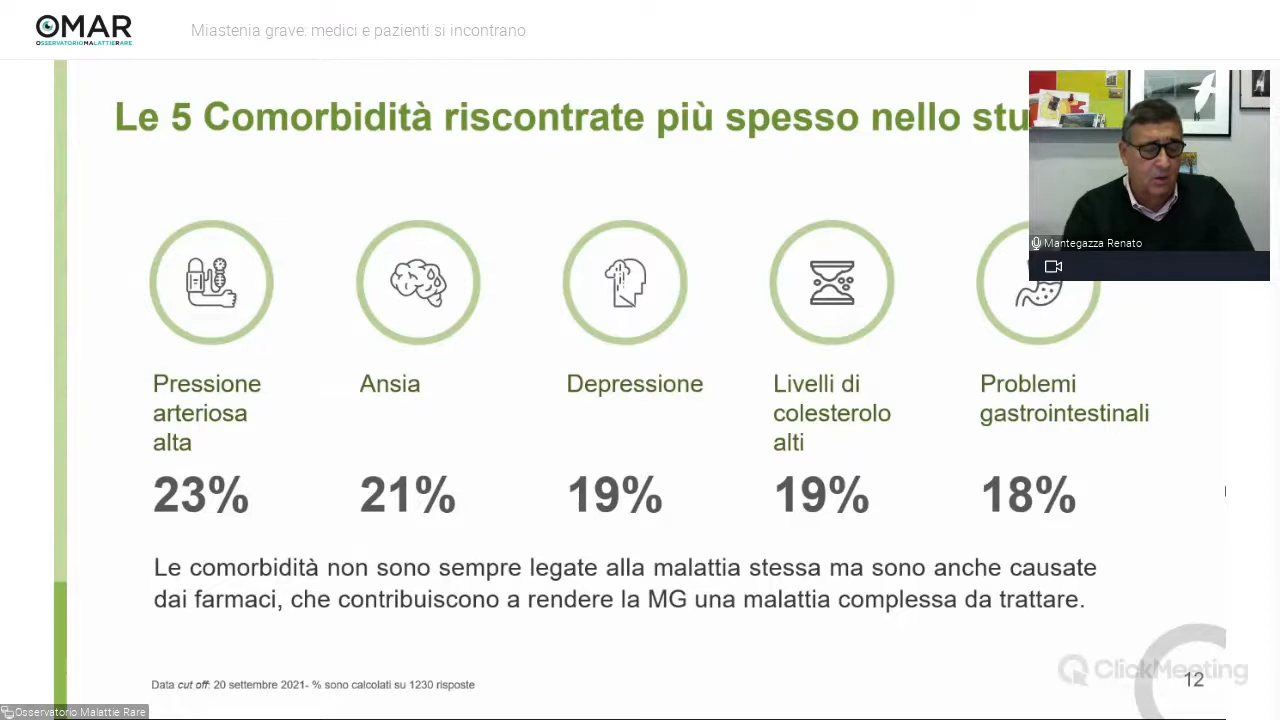 OMAR
OSSERVATORIOMALATTIERARE
Miastenia grave: medici e pazienti si incontrano
Le 5 Comorbidità riscontrate più spesso nello stu
Mantegazza Renato
Pressione
arteriosa
alta
23%
Ansia
21%
Depressione
19%
Livelli di
colesterolo
alti
19%
Problemi
gastrointestinali
18%
Le comorbidità non sono sempre legate alla malattia stessa ma sono anche causate
dai farmaci, che contribuiscono a rendere la MG una malattia complessa da trattare.
Data cut off: 20 settembre 2021- % sono calcolati su 1230 risposte
ClickMeeting
12
Osservatorio Malattie Rare